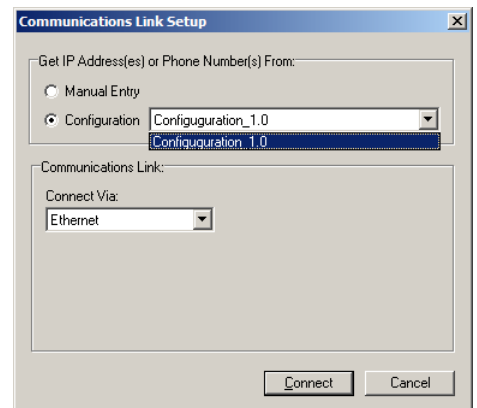 Communications Link Setup
Get IP Address(es) or Phone Number(s) From:
Manual Entry
Configuration Configuguration_1.0
Configuguration_1.0
Communications Link:
Connect Via:
Ethernet
Connect Cancel